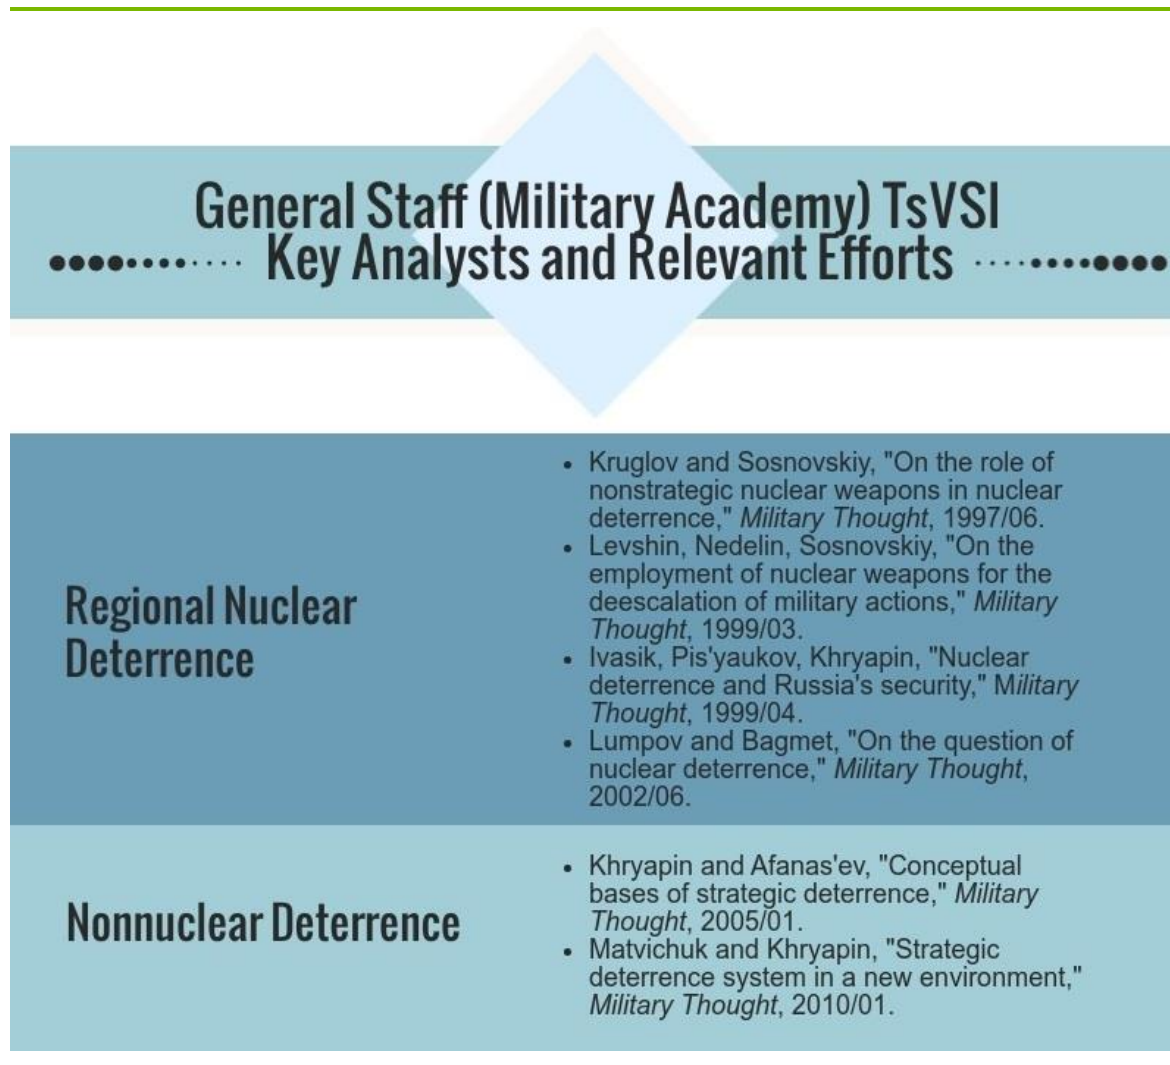 General Staff (Military Academy) TsVSI
Key Analysts and Relevant Efforts
Regional Nuclear
Deterrence
• Kruglov and Sosnovskiy, "On the role of
nonstrategic nuclear weapons in nuclear
deterrence," Military Thought, 1997/06.
• Levshin, Nedelin, Sosnovskiy, "On the
employment of nuclear weapons for the
deescalation of military actions," Military
Thought, 1999/03.
• Ivasik, Pis'yaukov, Khryapin, "Nuclear
deterrence and Russia's security," Military
Thought, 1999/04.
• Lumpov and Bagmet, "On the question of
nuclear deterrence," Military Thought,
2002/06.
Nonnuclear Deterrence
• Khryapin and Afanas'ev, "Conceptual
bases of strategic deterrence," Military
Thought, 2005/01.
• Matvichuk and Khryapin, "Strategic
deterrence system in a new environment,"
Military Thought, 2010/01.